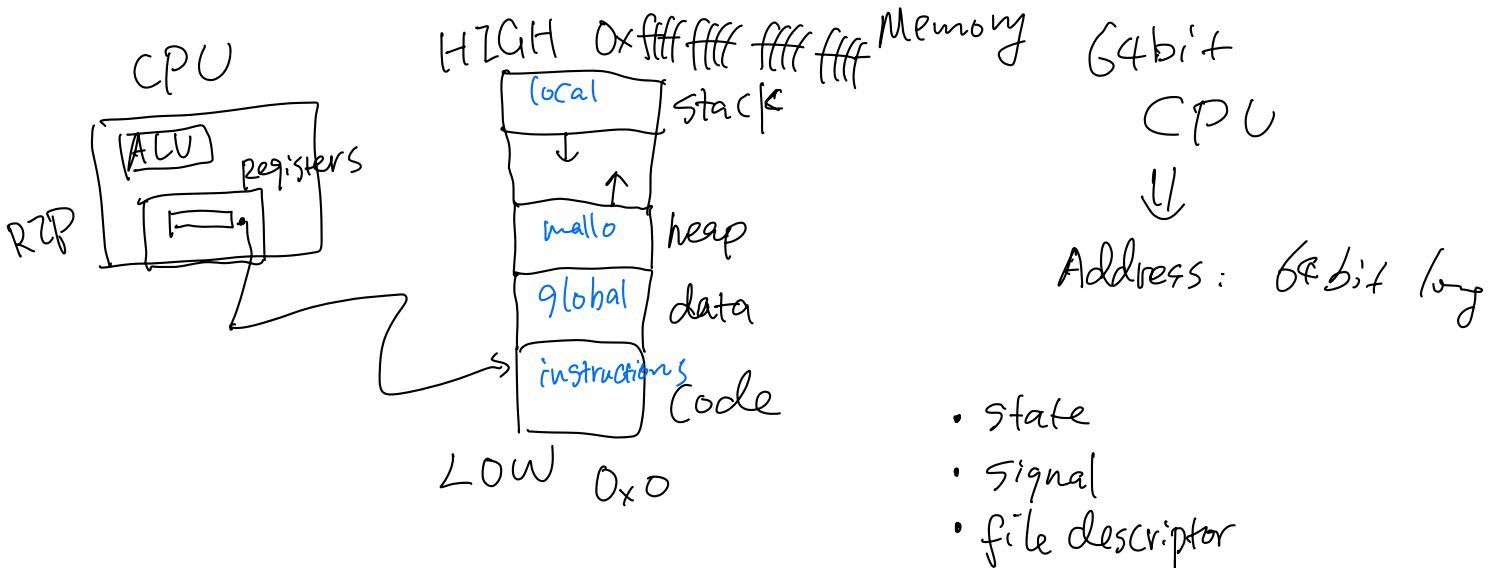 CPU
ALU
Registers
RIP
HIGH 0xffff ffff ffff ffff
Memory
local
stack
mallo
heap
global
data
instructions
code
LOW 0x0
64bit
CPU
Address: 64bit long
• state
• signal
• file descriptor